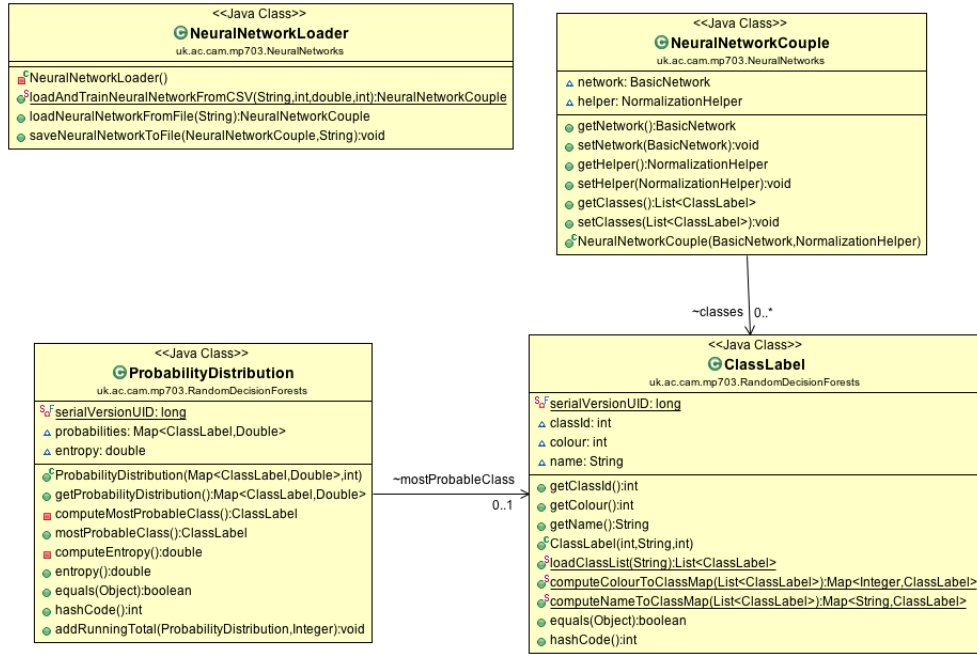 <<Java Class>>
NeuralNetworkLoader
uk.ac.cam.mp703.NeuralNetworks
NeuralNetworkLoader()
loadAndTrainNeuralNetworkFromCSV(String,int,double,int):NeuralNetworkCouple
loadNeuralNetworkFromFile(String):NeuralNetworkCouple
saveNeuralNetworkToFile(NeuralNetworkCouple,String):void
<<Java Class>>
NeuralNetworkCouple
uk.ac.cam.mp703.NeuralNetworks
network: BasicNetwork
helper: NormalizationHelper
getNetwork():BasicNetwork
setNetwork(BasicNetwork):void
getHelper():NormalizationHelper
setHelper(NormalizationHelper):void
getClasses():List<ClassLabel>
setClasses(List<ClassLabel>):void
NeuralNetworkCouple(BasicNetwork,NormalizationHelper)
~classes 0..*
<<Java Class>>
ProbabilityDistribution
uk.ac.cam.mp703.RandomDecisionForests
serialVersionUID: long
probabilities: Map<ClassLabel,Double>
entropy: double
ProbabilityDistribution(Map<ClassLabel,Double>,int)
getProbabilityDistribution():Map<ClassLabel,Double>
computeMostProbableClass():ClassLabel
mostProbableClass():ClassLabel
computeEntropy():double
entropy():double
equals(Object):boolean
hashCode():int
addRunningTotal(ProbabilityDistribution,Integer):void
~mostProbableClass
0..1
<<Java Class>>
ClassLabel
uk.ac.cam.mp703.RandomDecisionForests
serialVersionUID: long
classId: int
colour: int
name: String
getClassId():int
getColour():int
getName():String
ClassLabel(int,String,int)
loadClassList(String):List<ClassLabel>
computeColourToClassMap(List<ClassLabel>):Map<Integer,ClassLabel>
computeNameToClassMap(List<ClassLabel>):Map<String,ClassLabel>
equals(Object):boolean
hashCode():int